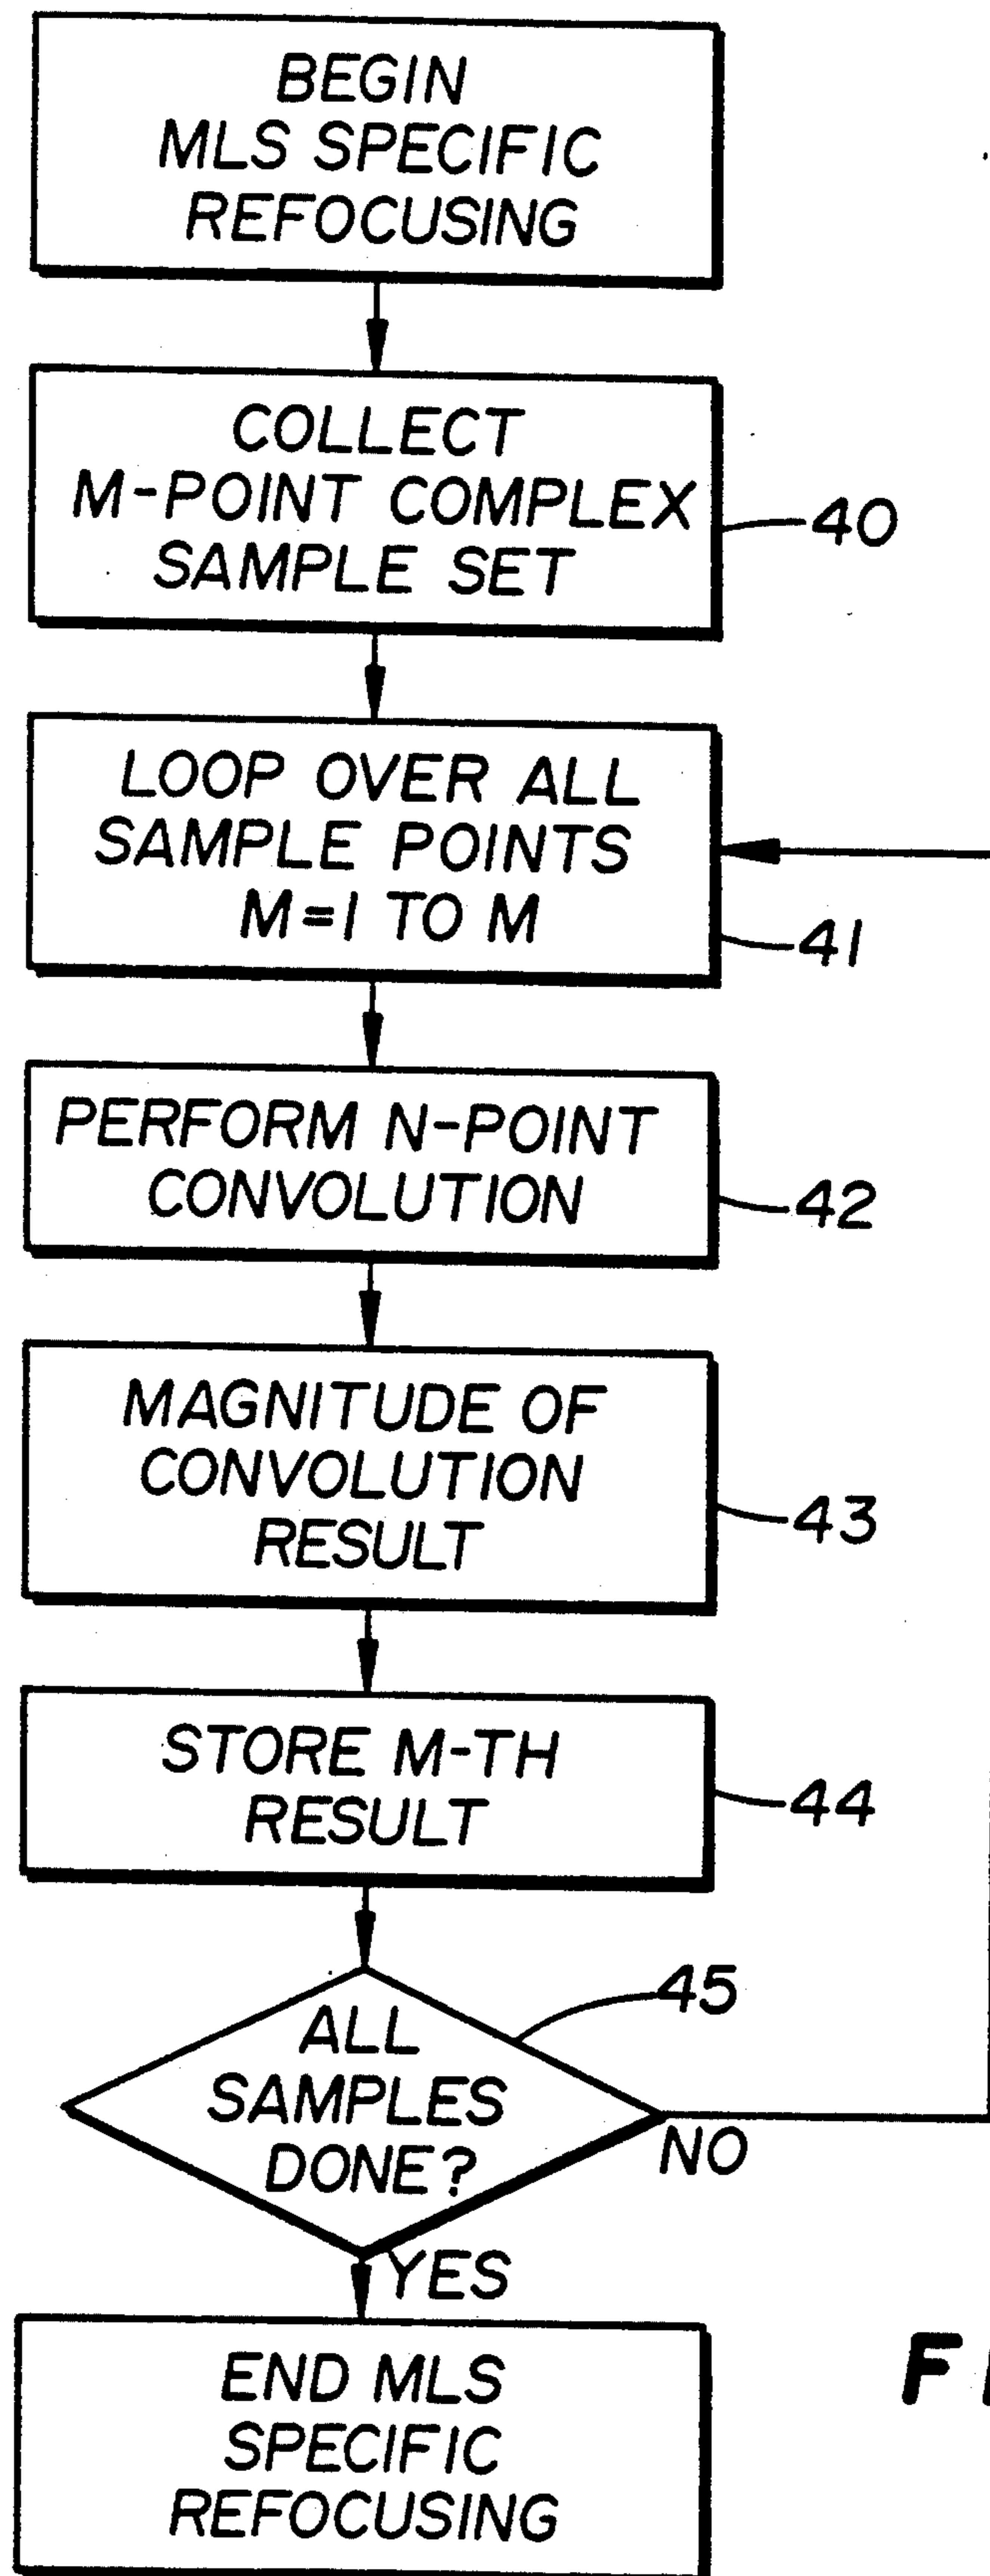 BEGIN
MLS SPECIFIC
REFOCUSING
COLLECT
M-POINT COMPLEX
SAMPLE SET
40
LOOP OVER ALL
SAMPLE POINTS
M=1 TO M
41
PERFORM N-POINT
CONVOLUTION
42
MAGNITUDE OF
CONVOLUTION
RESULT
43
STORE M-TH
RESULT
44
45
ALL
SAMPLES
DONE?
NO
YES
END MLS
SPECIFIC
REFOCUSING